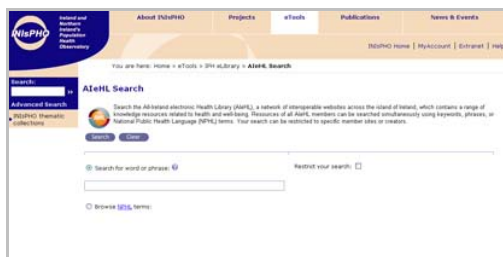 INIsPHO
Ireland and
Northern
Ireland's
Population
Health
Observatory
About INIsPHO
Projects
eTools
Publications
News & Events
INIsPHO Home | MyAccount | Extranet | Help
You are here: Home > eTools > IPH eLibrary > AIeHL Search
Search:
Advanced Search
INIsPHO thematic
collections
AIeHL Search
Search the All-Ireland electronic Health Library (AIeHL), a network of interoperable websites across the island of Ireland, which contains a range of
knowledge resources related to health and well-being. Resources of all AIeHL members can be searched simultaneously using keywords, phrases, or
National Public Health Language (NPHL) terms. Your search can be restricted to specific member sites or creators.
Search
Clear
Search for word or phrase:
Restrict your search:
Browse NPHL terms: